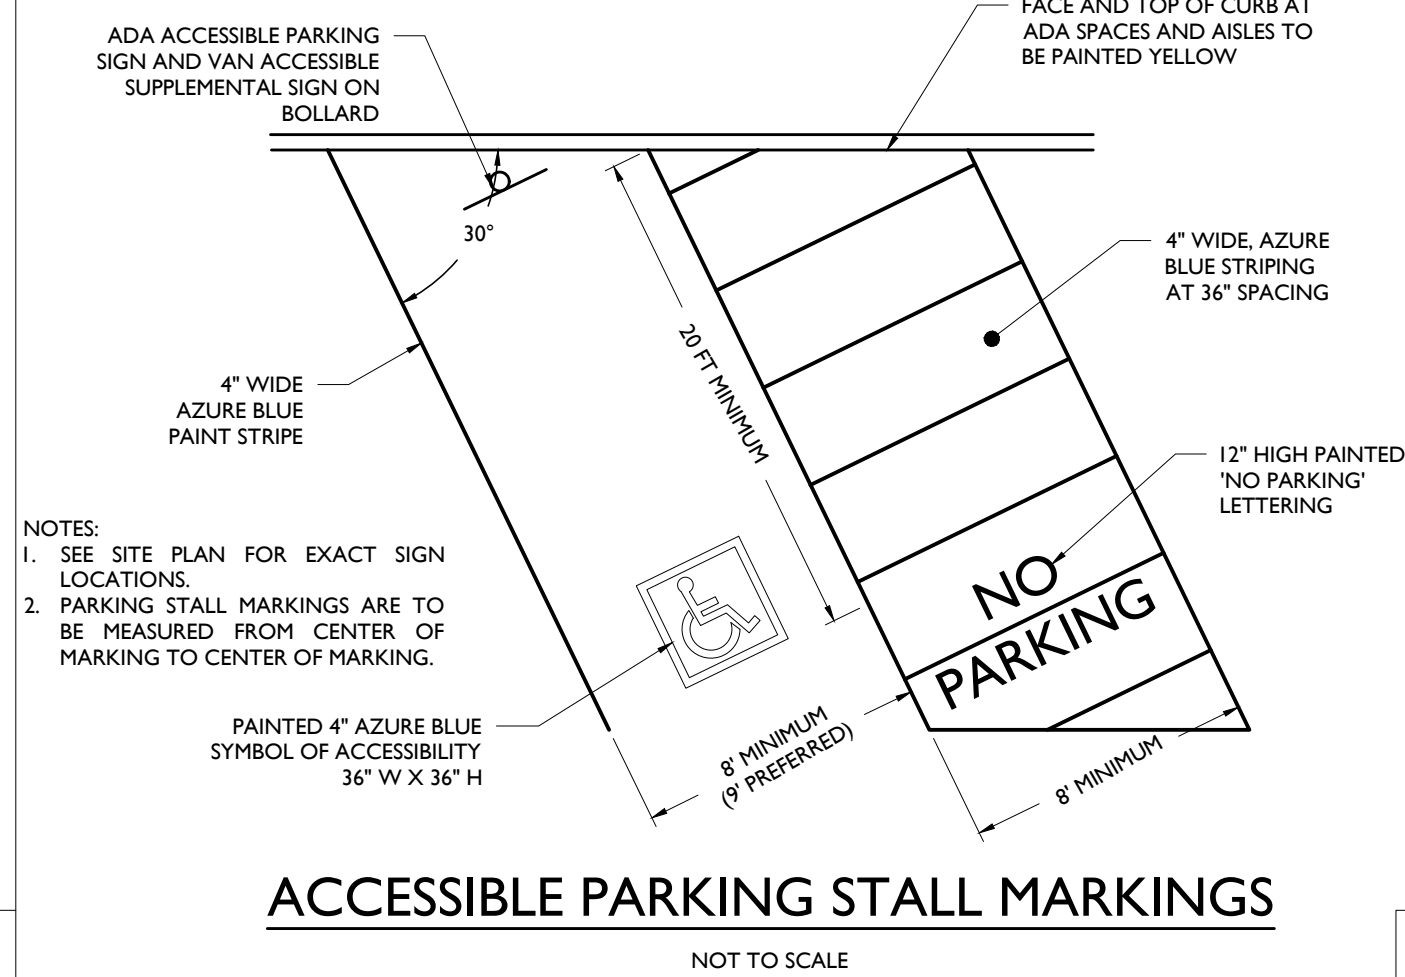 FACE AND TOP OF CURB AT
ADA SPACES AND AISLES TO
BE PAINTED YELLOW
ADA ACCESSIBLE PARKING
SIGN AND VAN ACCESSIBLE
SUPPLEMENTAL SIGN ON
BOLLARD
30°
4" WIDE, AZURE
BLUE STRIPING
AT 36" SPACING
20 FT MINIMUM
4" WIDE
AZURE BLUE
PAINT STRIPE
12" HIGH PAINTED
'NO PARKING'
LETTERING
NOTES:
1. SEE SITE PLAN FOR EXACT SIGN
LOCATIONS.
2. PARKING STALL MARKINGS ARE TO
BE MEASURED FROM CENTER OF
MARKING TO CENTER OF MARKING.
NO
PARKING
PAINTED 4" AZURE BLUE
SYMBOL OF ACCESSIBILITY
36" W X 36" H
8' MINIMUM
(9' PREFERRED)
8' MINIMUM
ACCESSIBLE PARKING STALL MARKINGS
NOT TO SCALE